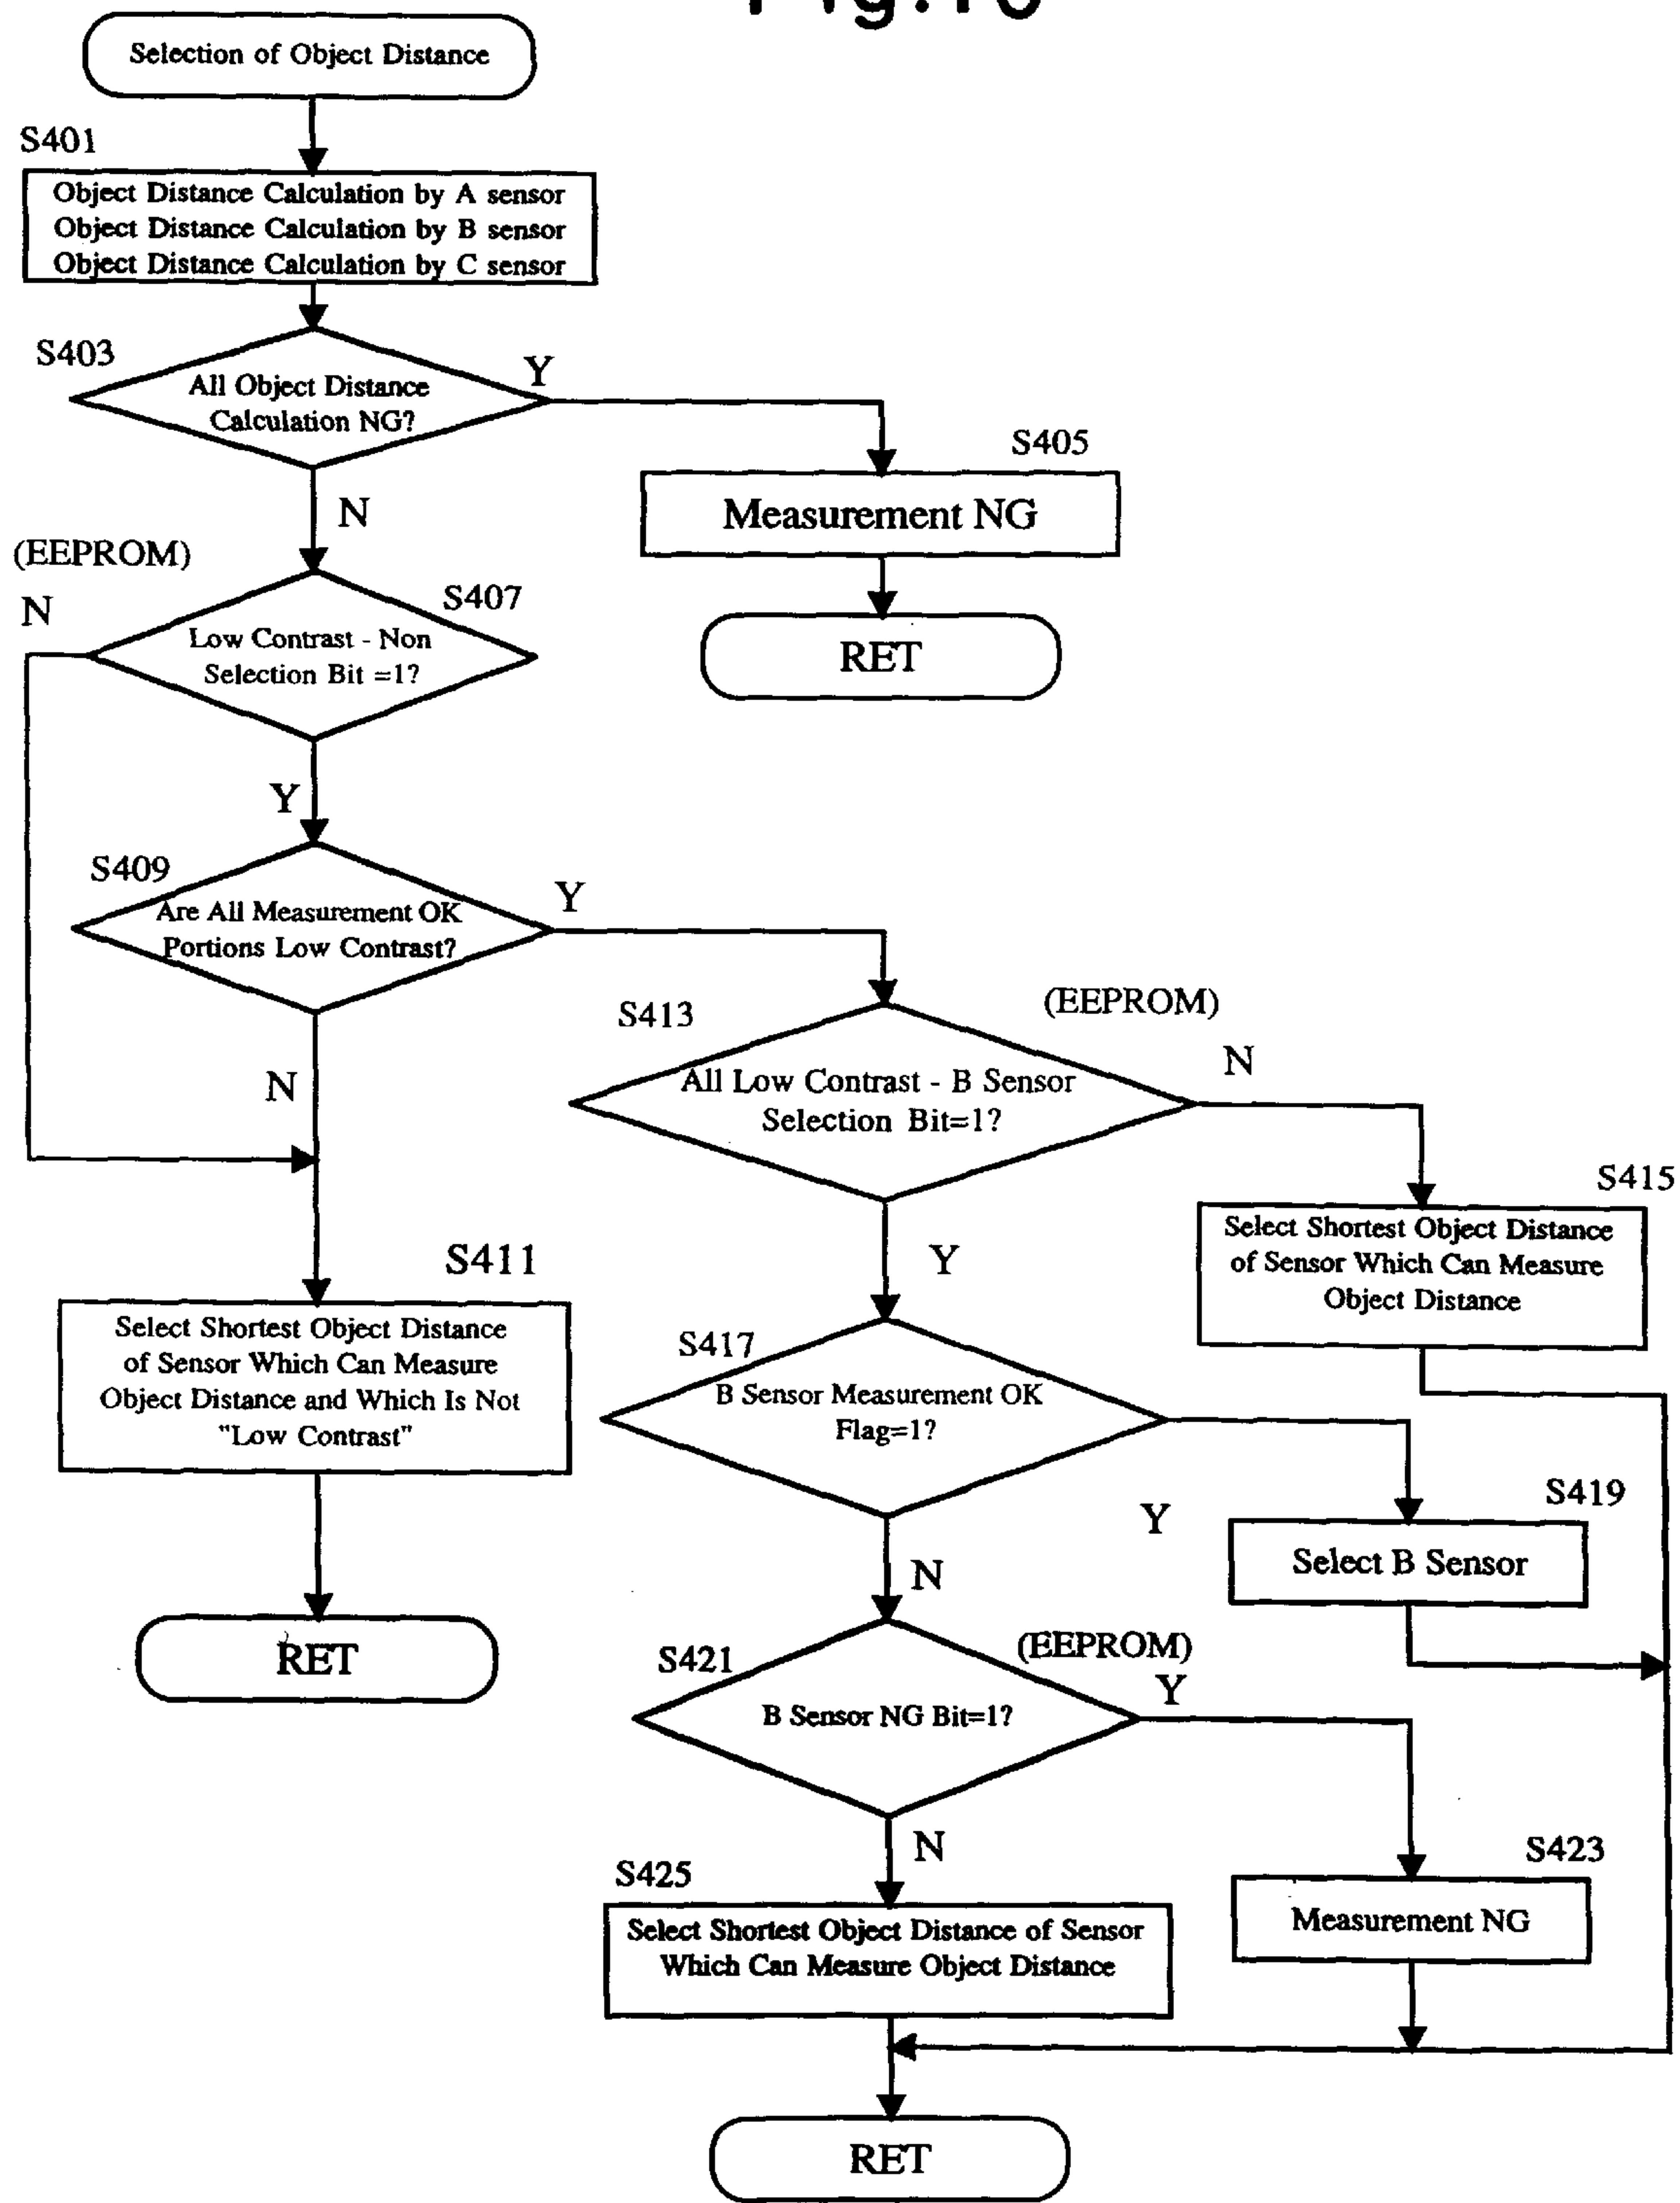 Selection of Object Distance
S401
Object Distance Calculation by A sensor
Object Distance Calculation by B sensor
Object Distance Calculation by C sensor
S403
All Object Distance
Calculation NG?
Y
N
S405
Measurement NG
RET
(EEPROM)
N
S407
Low Contrast - Non
Selection Bit =1?
Y
S409
Are All Measurement OK
Portions Low Contrast?
Y
N
S411
Select Shortest Object Distance
of Sensor Which Can Measure
Object Distance and Which Is Not
"Low Contrast"
RET
S413
(EEPROM)
All Low Contrast - B Sensor
Selection Bit=1?
N
Y
S415
Select Shortest Object Distance
of Sensor Which Can Measure
Object Distance
S417
B Sensor Measurement OK
Flag=1?
Y
N
S419
Select B Sensor
S421
(EEPROM)
B Sensor NG Bit=1?
Y
N
S423
Measurement NG
S425
Select Shortest Object Distance of Sensor
Which Can Measure Object Distance
RET